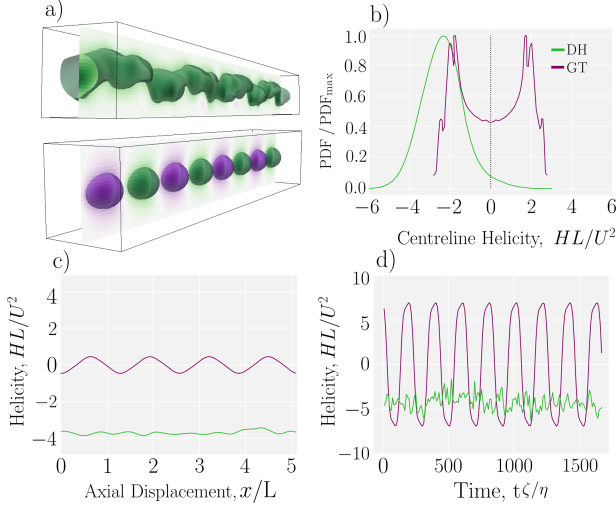 a)
b)
PDF / PDFmax
1.0
0.8
0.6
0.4
0.2
0.0
DH
GT
−6
−4
−2
0
2
4
6
Centreline Helicity, HL/U²
c)
Helicity, HL/U²
4
2
0
−2
−4
0
1
2
3
4
5
Axial Displacement, x/L
d)
Helicity, HL/U²
10
5
0
−5
−10
0
500
1000
1500
Time, tζ/η